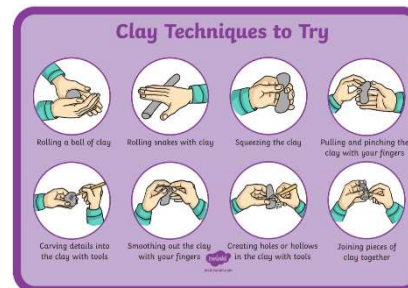 Clay Techniques to Try
Rolling a ball of clay
Rolling snakes with clay
Squeezing the clay
Pulling and pinching the
clay with your fingers
Carving details into
the clay with tools
Smoothing out the clay
with your fingers
Creating holes or hollows
in the clay with tools
Joining pieces of
clay together
twinkl